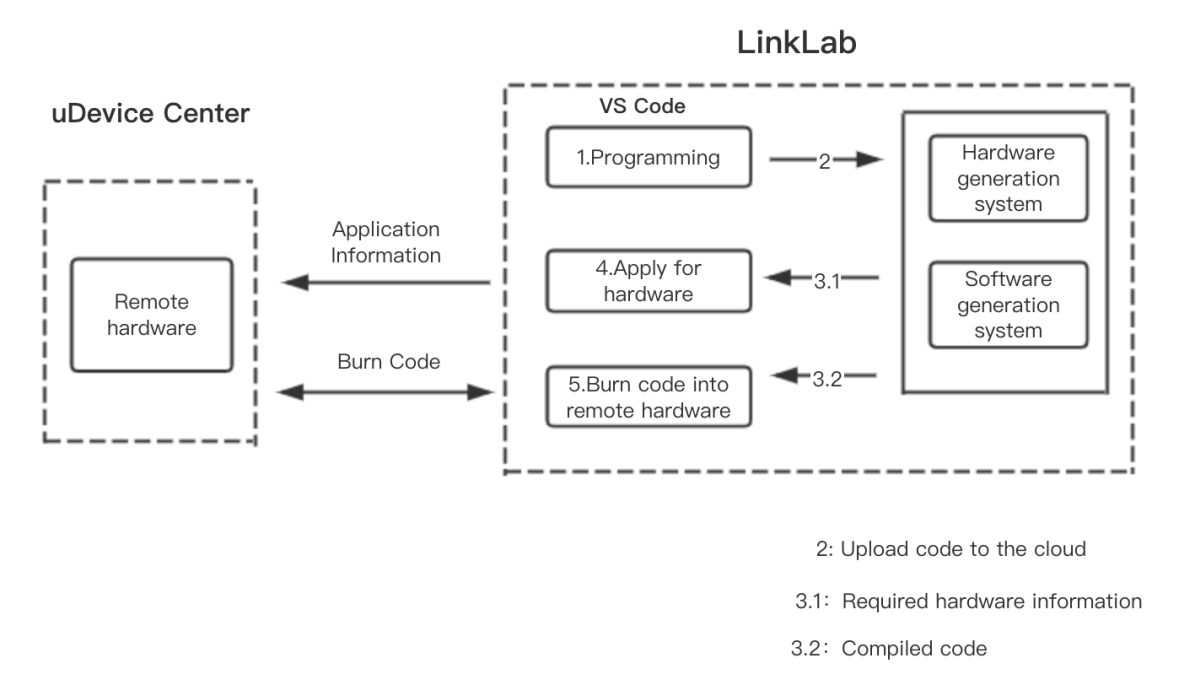 LinkLab
uDevice Center
VS Code
1.Programming
2
Hardware
generation
system
Application
Information
4.Apply for
hardware
3.1
Software
generation
system
Remote
hardware
Burn Code
5.Burn code into
remote hardware
3.2
2: Upload code to the cloud
3.1: Required hardware information
3.2: Compiled code